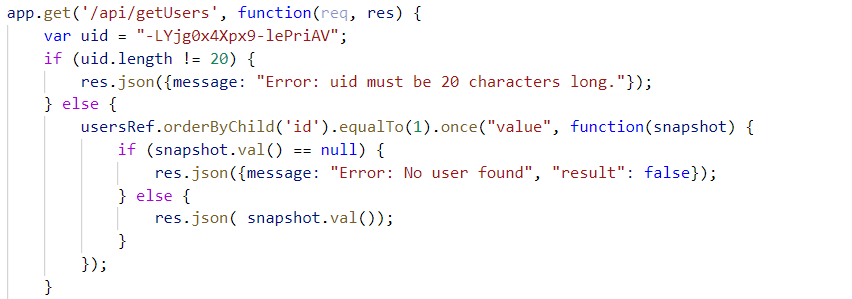 app.get('/api/getUsers', function(req, res) {
    var uid = "-LYjg0x4Xpx9-lePriAV";
    if (uid.length != 20) {
        res.json({message: "Error: uid must be 20 characters long."});
    } else {
        usersRef.orderByChild('id').equalTo(1).once("value", function(snapshot) {
            if (snapshot.val() == null) {
                res.json({message: "Error: No user found", "result": false});
            } else {
                res.json( snapshot.val());
            }
        });
    }